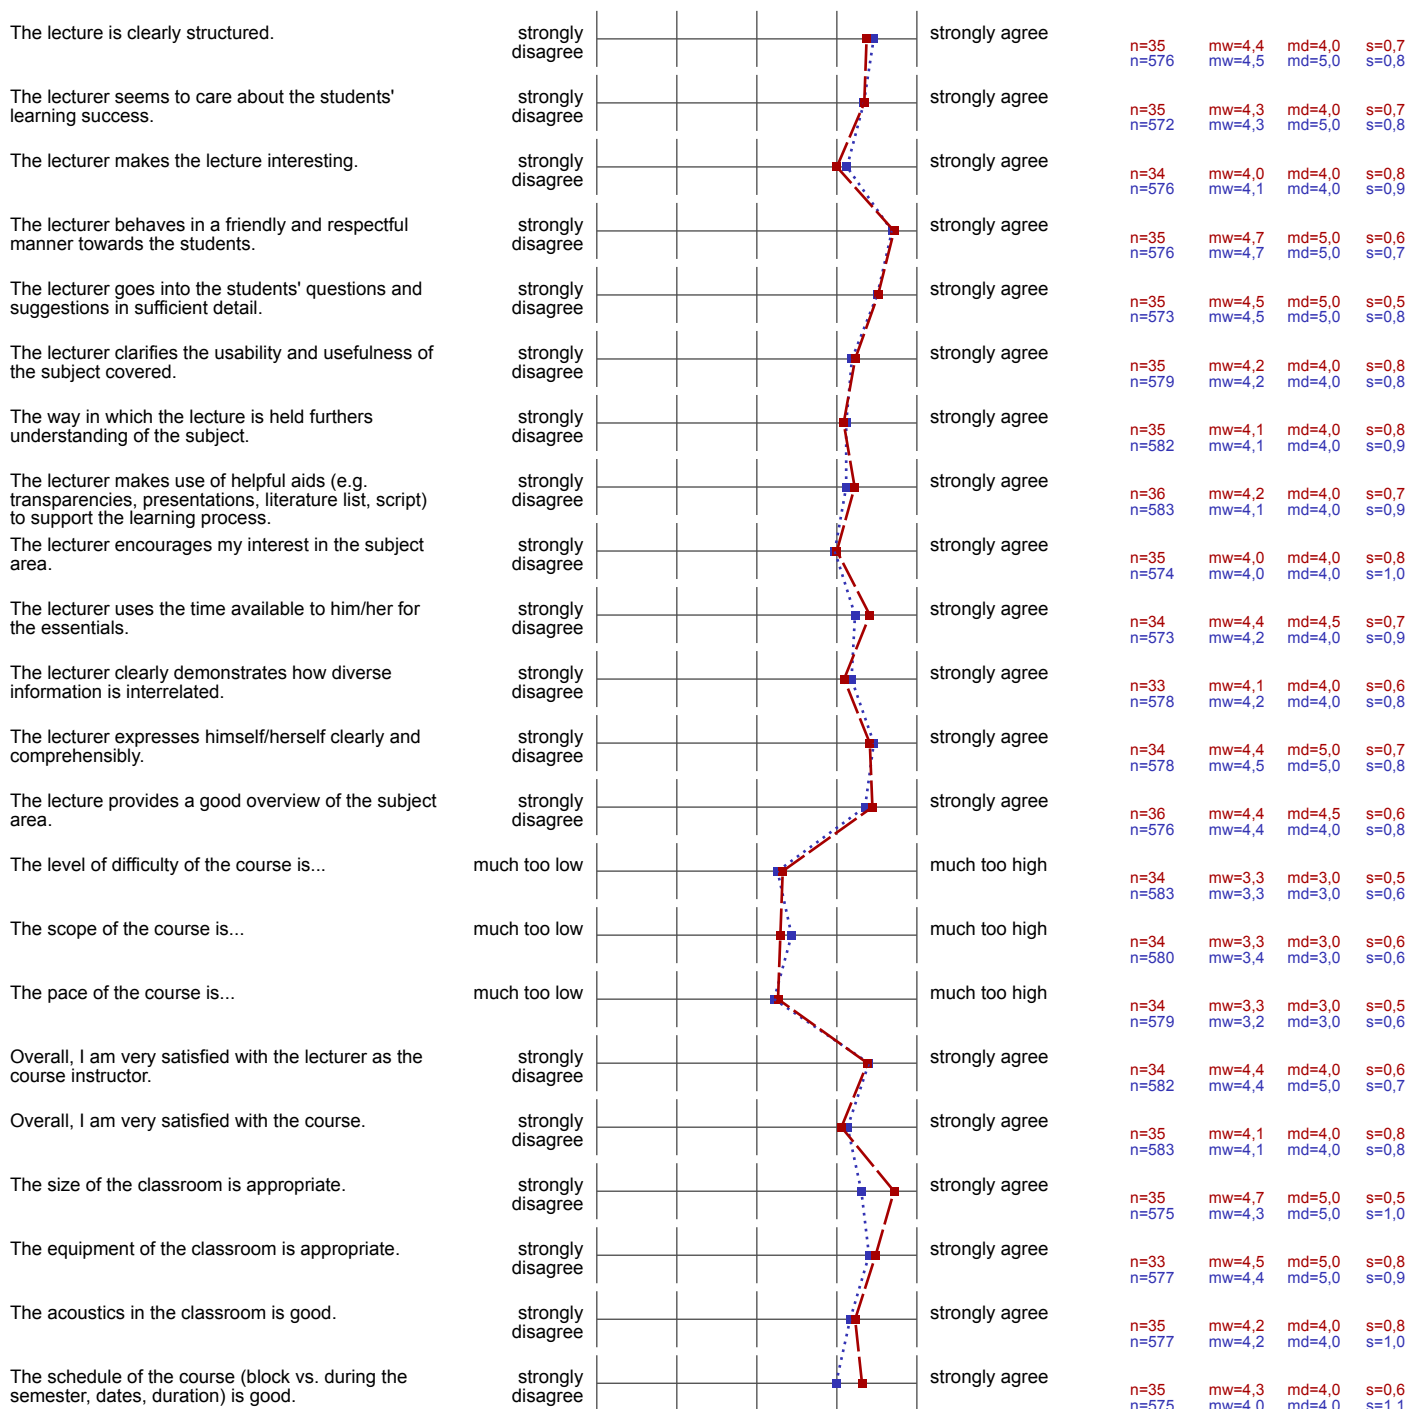 The lecture is clearly structured.
strongly disagree
strongly agree
n=35 mw=4,4 md=4,0 s=0,7
n=576 mw=4,5 md=5,0 s=0,8
The lecturer seems to care about the students'
learning success.
strongly disagree
strongly agree
n=35 mw=4,3 md=4,0 s=0,7
n=572 mw=4,3 md=5,0 s=0,8
The lecturer makes the lecture interesting.
strongly disagree
strongly agree
n=34 mw=4,0 md=4,0 s=0,8
n=576 mw=4,1 md=4,0 s=0,9
The lecturer behaves in a friendly and respectful
manner towards the students.
strongly disagree
strongly agree
n=35 mw=4,7 md=5,0 s=0,6
n=576 mw=4,7 md=5,0 s=0,7
The lecturer goes into the students' questions and
suggestions in sufficient detail.
strongly disagree
strongly agree
n=35 mw=4,5 md=5,0 s=0,5
n=573 mw=4,5 md=5,0 s=0,8
The lecturer clarifies the usability and usefulness of
the subject covered.
strongly disagree
strongly agree
n=35 mw=4,2 md=4,0 s=0,8
n=579 mw=4,2 md=4,0 s=0,8
The way in which the lecture is held furthers
understanding of the subject.
strongly disagree
strongly agree
n=35 mw=4,1 md=4,0 s=0,8
n=582 mw=4,1 md=4,0 s=0,9
The lecturer makes use of helpful aids (e.g.
transparencies, presentations, literature list, script)
to support the learning process.
strongly disagree
strongly agree
n=36 mw=4,2 md=4,0 s=0,7
n=583 mw=4,1 md=4,0 s=0,9
The lecturer encourages my interest in the subject
area.
strongly disagree
strongly agree
n=35 mw=4,0 md=4,0 s=0,8
n=574 mw=4,0 md=4,0 s=1,0
The lecturer uses the time available to him/her for
the essentials.
strongly disagree
strongly agree
n=34 mw=4,4 md=4,5 s=0,7
n=573 mw=4,2 md=4,0 s=0,9
The lecturer clearly demonstrates how diverse
information is interrelated.
strongly disagree
strongly agree
n=33 mw=4,1 md=4,0 s=0,6
n=578 mw=4,2 md=4,0 s=0,8
The lecturer expresses himself/herself clearly and
comprehensibly.
strongly disagree
strongly agree
n=34 mw=4,4 md=5,0 s=0,7
n=578 mw=4,5 md=5,0 s=0,8
The lecture provides a good overview of the subject
area.
strongly disagree
strongly agree
n=36 mw=4,4 md=4,5 s=0,6
n=576 mw=4,4 md=4,0 s=0,8
The level of difficulty of the course is...
much too low
much too high
n=34 mw=3,3 md=3,0 s=0,5
n=583 mw=3,3 md=3,0 s=0,6
The scope of the course is...
much too low
much too high
n=34 mw=3,3 md=3,0 s=0,6
n=580 mw=3,4 md=3,0 s=0,6
The pace of the course is...
much too low
much too high
n=34 mw=3,3 md=3,0 s=0,5
n=579 mw=3,2 md=3,0 s=0,6
Overall, I am very satisfied with the lecturer as the
course instructor.
strongly disagree
strongly agree
n=34 mw=4,4 md=4,0 s=0,6
n=582 mw=4,4 md=5,0 s=0,7
Overall, I am very satisfied with the course.
strongly disagree
strongly agree
n=35 mw=4,1 md=4,0 s=0,8
n=583 mw=4,1 md=4,0 s=0,8
The size of the classroom is appropriate.
strongly disagree
strongly agree
n=35 mw=4,7 md=5,0 s=0,5
n=575 mw=4,3 md=5,0 s=1,0
The equipment of the classroom is appropriate.
strongly disagree
strongly agree
n=33 mw=4,5 md=5,0 s=0,8
n=577 mw=4,4 md=5,0 s=0,9
The acoustics in the classroom is good.
strongly disagree
strongly agree
n=35 mw=4,2 md=4,0 s=0,8
n=577 mw=4,2 md=4,0 s=1,0
The schedule of the course (block vs. during the
semester, dates, duration) is good.
strongly disagree
strongly agree
n=35 mw=4,3 md=4,0 s=0,6
n=575 mw=4,0 md=4,0 s=1,1